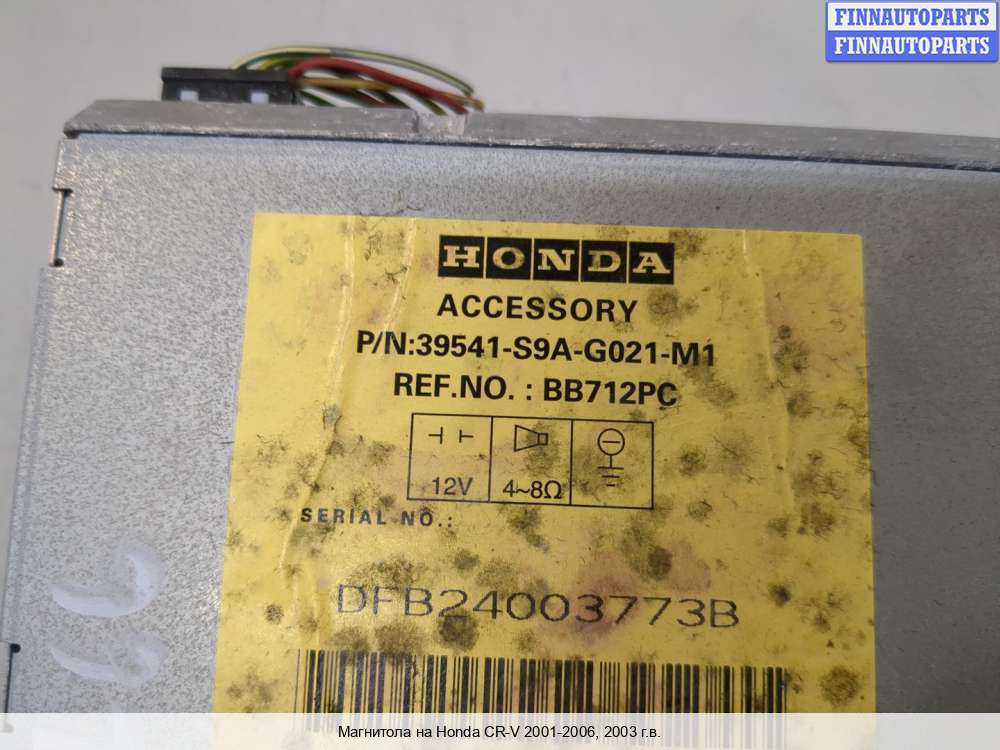 FINNAUTOPARTS
FINNAUTOPARTS
HONDA
ACCESSORY
P/N:39541-S9A-G021-M1
REF.NO. : BB712PC
12V
4~8Ω
SERIAL NO.:
DFB24003773B
Магнитола на Honda CR-V 2001-2006, 2003 г.в.